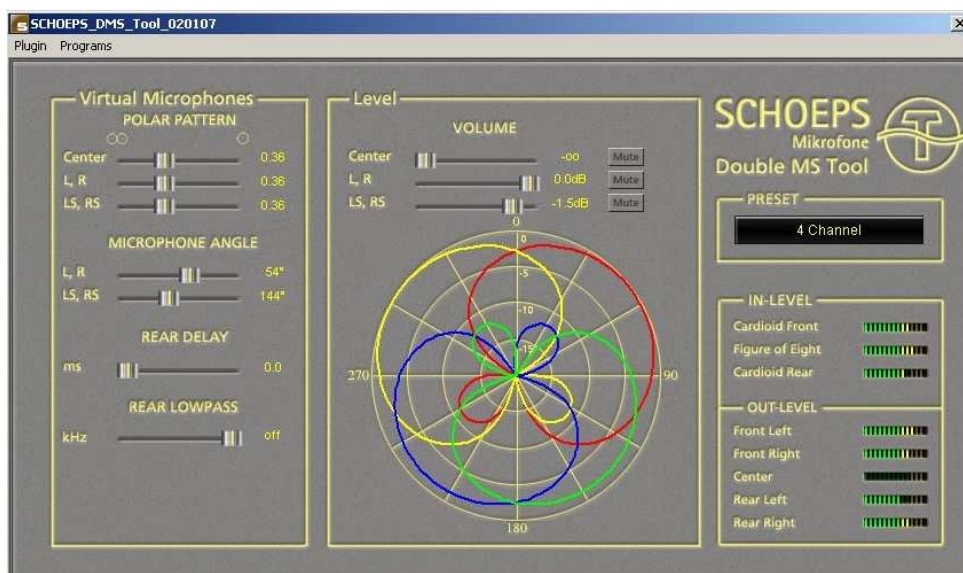 SCHOEPS_DMS_Tool_020107
Plugin Programs
Virtual Microphones
POLAR PATTERN
Center 0.36
L, R 0.36
LS, RS 0.36
MICROPHONE ANGLE
L, R 54°
LS, RS 144°
REAR DELAY
ms 0.0
REAR LOWPASS
kHz off
Level
VOLUME
Center -oo Mute
L, R 0.0dB Mute
LS, RS -1.5dB Mute
0
0
-5
-10
-15
270
90
180
SCHOEPS
Mikrofone
Double MS Tool
PRESET
4 Channel
IN-LEVEL
Cardioid Front
Figure of Eight
Cardioid Rear
OUT-LEVEL
Front Left
Front Right
Center
Rear Left
Rear Right